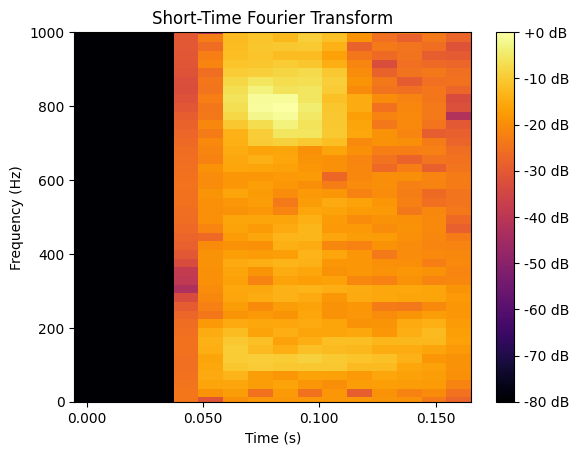 Short-Time Fourier Transform
1000
800
600
400
200
0
Frequency (Hz)
0.000
0.050
0.100
0.150
Time (s)
+0 dB
-10 dB
-20 dB
-30 dB
-40 dB
-50 dB
-60 dB
-70 dB
-80 dB